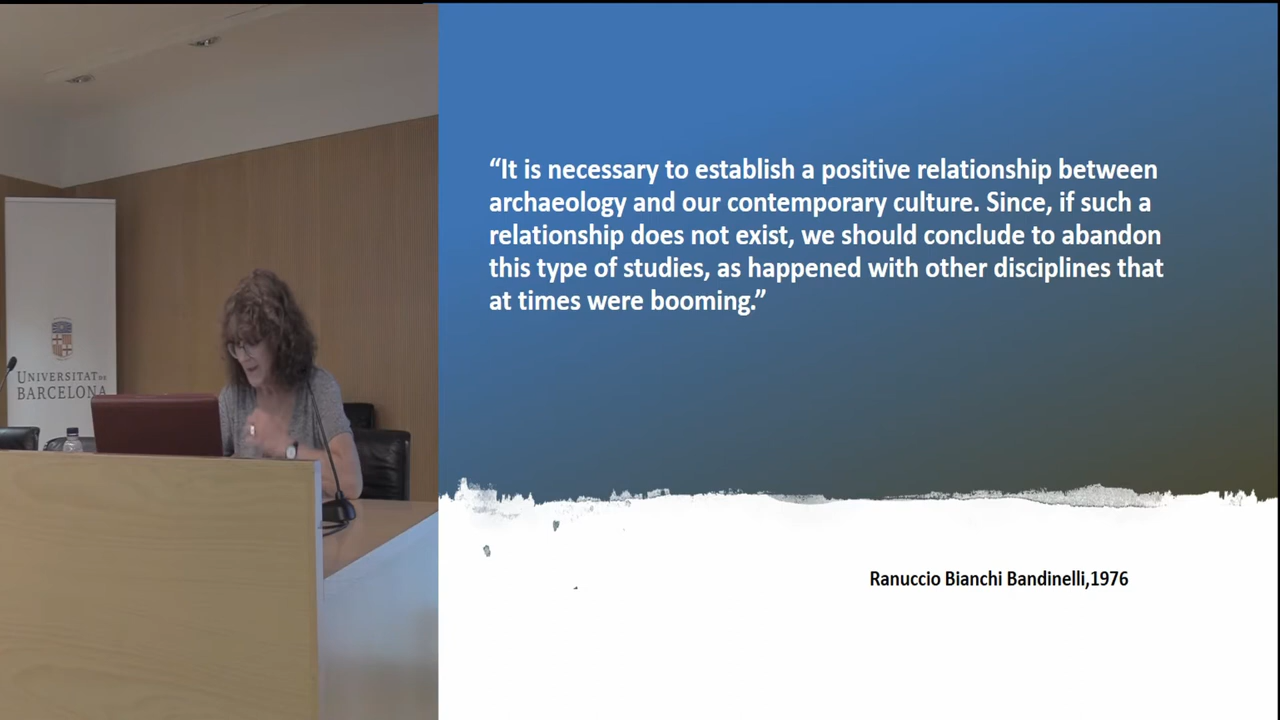 UNIVERSITAT DE
BARCELONA
“It is necessary to establish a positive relationship between
archaeology and our contemporary culture. Since, if such a
relationship does not exist, we should conclude to abandon
this type of studies, as happened with other disciplines that
at times were booming.”
Ranuccio Bianchi Bandinelli,1976